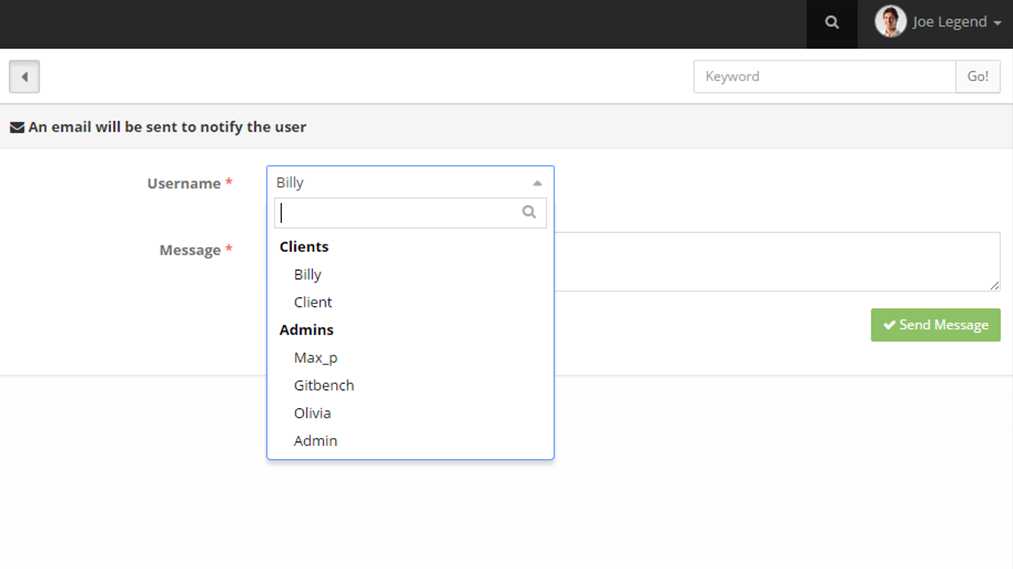 Joe Legend
Keyword
Go!
An email will be sent to notify the user
Username *
Billy
Message *
Clients
Billy
Client
Admins
Max_p
Gitbench
Olivia
Admin
Send Message